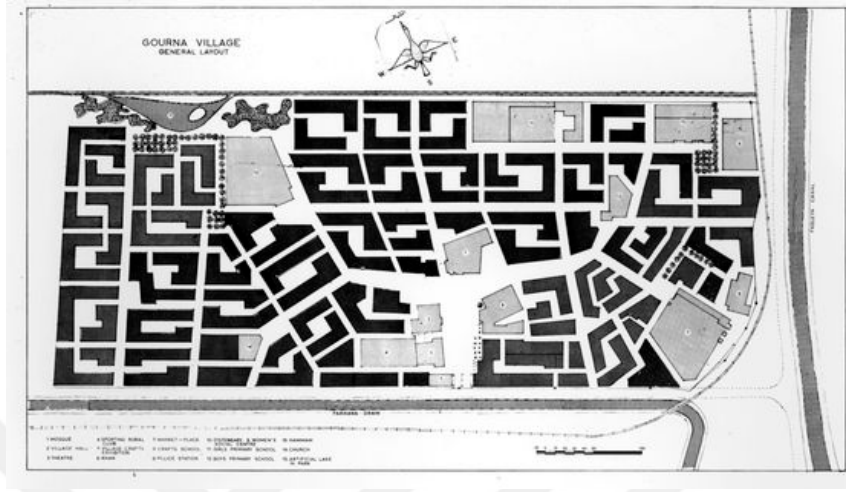 GOURNA VILLAGE
GENERAL LAYOUT
N
E
S
W
CANAL
DRAIN
1 MOSQUE
2 VILLAGE HALL
3 THEATRE
4 SPORTING RURAL CLUB
5 VILLAGE CRAFTS EXHIBITION
6 KHAN
7 MARKET-PLACE
8 CRAFTS SCHOOL
9 POLICE STATION
10 DISPENSARY & WOMEN'S SOCIAL CENTRE
11 GIRLS PRIMARY SCHOOL
12 BOYS PRIMARY SCHOOL
13 HAMMAM
14 CHURCH
15 ARTIFICIAL LAKE IN PARK